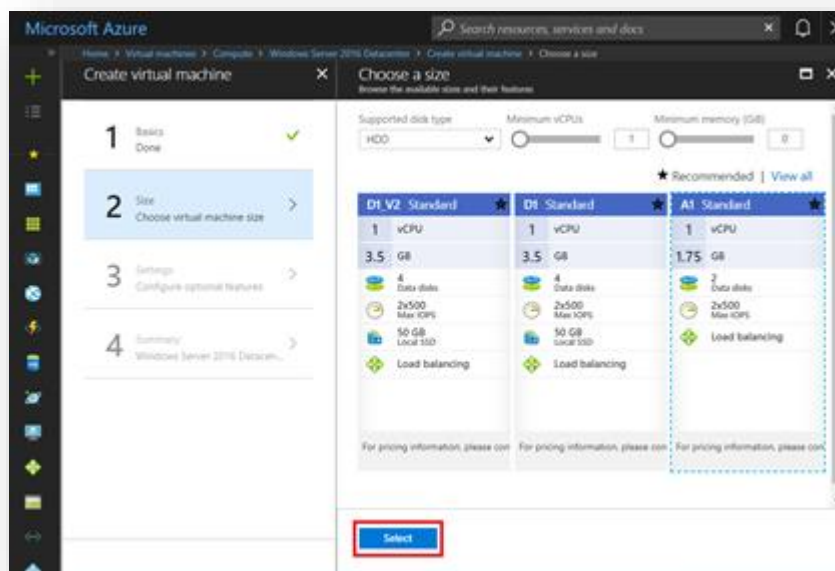 Microsoft Azure
Search resources, services and docs
Home > Virtual machines > Compute > Windows Server 2016 Datacenter > Create virtual machine > Choose a size
Create virtual machine
1
Basics
Done
2
Size
Choose virtual machine size
3
Settings
Configure optional features
4
Summary
Windows Server 2016 Datacen...
Choose a size
Browse the available sizes and their features
Supported disk type
Minimum vCPUs
Minimum memory (GiB)
HDD
1
0
★ Recommended | View all
D1_V2 Standard
1 vCPU
3.5 GB
4
Data disks
2x500
Max IOPS
50 GB
Local SSD
Load balancing
For pricing information, please con
D1 Standard
1 vCPU
3.5 GB
4
Data disks
2x500
Max IOPS
50 GB
Local SSD
Load balancing
For pricing information, please con
A1 Standard
1 vCPU
1.75 GB
2
Data disks
2x500
Max IOPS
Load balancing
For pricing information, please con
Select